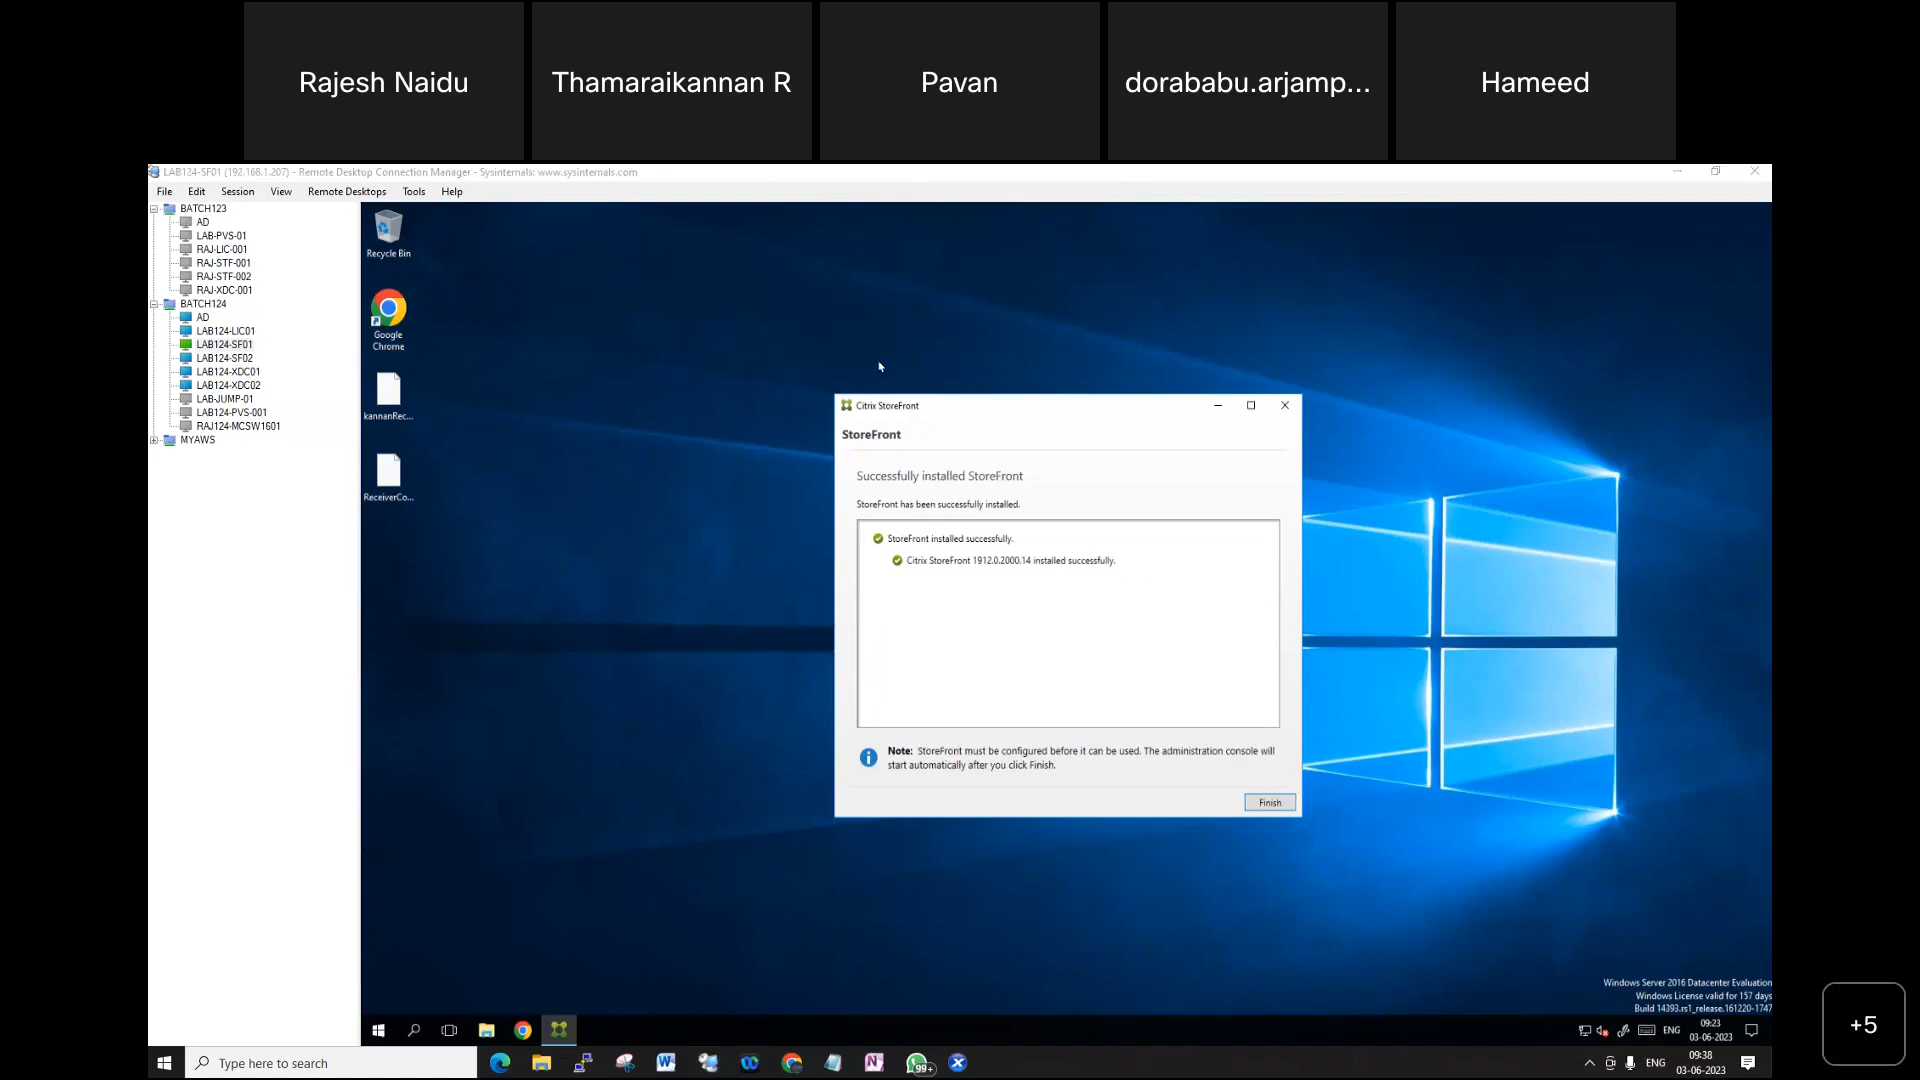 Rajesh Naidu
Thamaraikannan R
Pavan
dorababu.arjamp...
Hameed
LAB124-SF01 (192.168.1.207) - Remote Desktop Connection Manager - Sysinternals: www.sysinternals.com
File Edit Session View Remote Desktops Tools Help
BATCH123
AD
LAB-PVS-01
RAJ-LIC-001
RAJ-STF-001
RAJ-STF-002
RAJ-XDC-001
BATCH124
AD
LAB124-LIC01
LAB124-SF01
LAB124-SF02
LAB124-XDC01
LAB124-XDC02
LAB-JUMP-01
LAB124-PVS-001
RAJ124-MCSW1601
MYAWS
Recycle Bin
Google
Chrome
kannanRec...
ReceiverCo...
Citrix StoreFront
StoreFront
Successfully installed StoreFront
StoreFront has been successfully installed.
StoreFront installed successfully.
Citrix StoreFront 1912.0.2000.14 installed successfully.
Note: StoreFront must be configured before it can be used. The administration console will
start automatically after you click Finish.
Finish
Windows Server 2016 Datacenter Evaluation
Windows License valid for 157 days
Build 14393.rs1_release.161220-1747
ENG
09:23
03-06-2023
Type here to search
99+
ENG
09:38
03-06-2023
+5